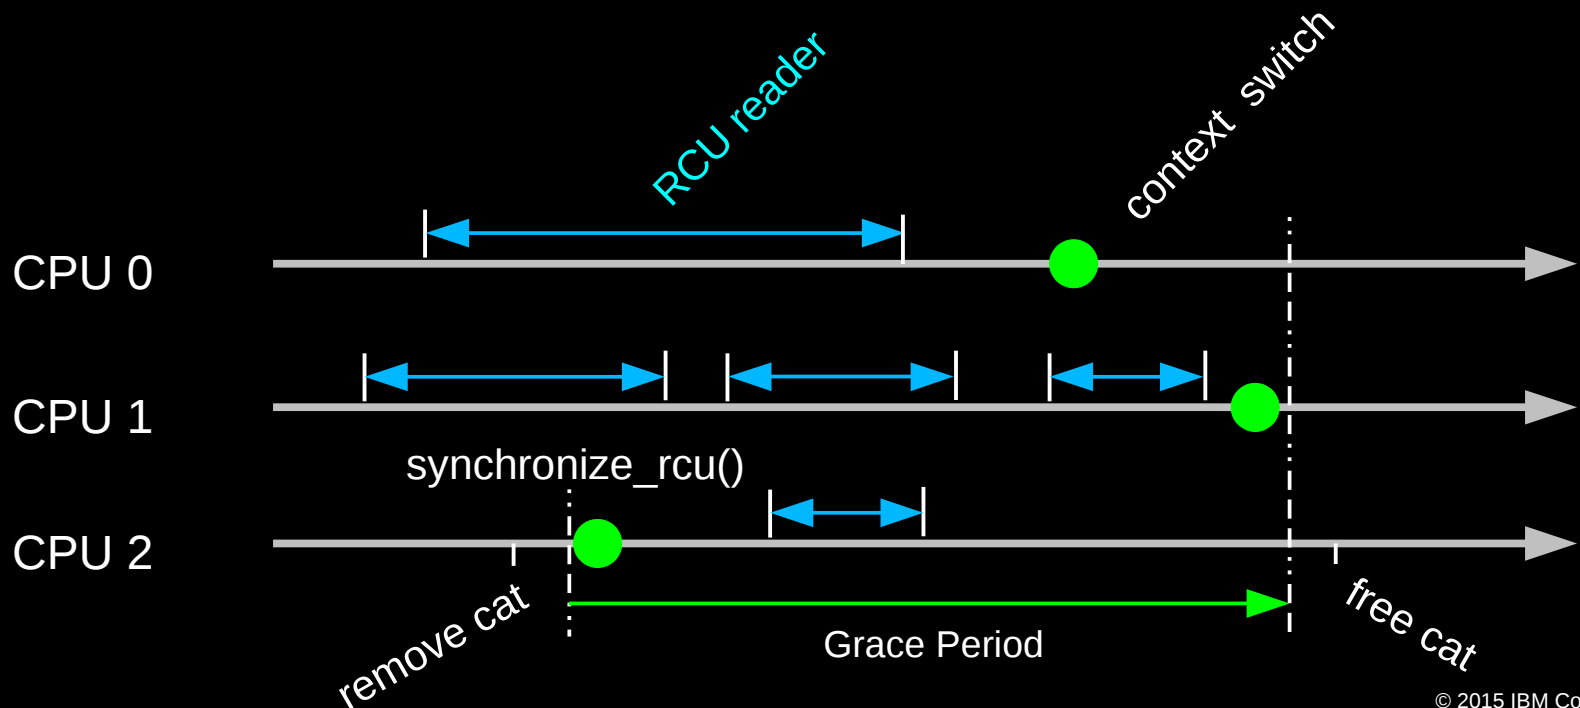 RCU reader
context switch
CPU 0
CPU 1
synchronize_rcu()
CPU 2
remove cat
free cat
Grace Period
© 2015 IBM Co